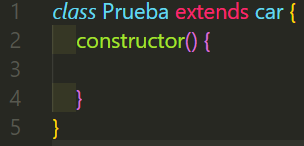 1 class Prueba extends car {
2 constructor() {
3
4 }
5 }